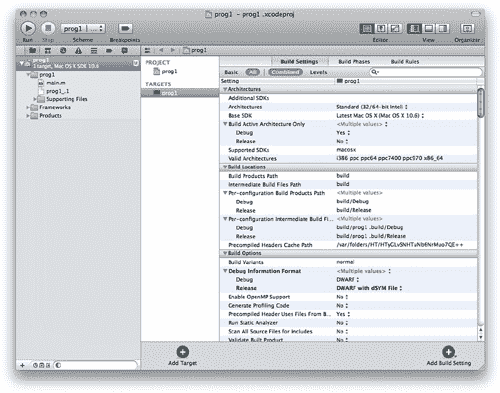 prog1 - prog1 .xcodeproj
prog1 ) ...
Run Stop Scheme Breakpoints Editor View Organizer
prog1
prog1
1 target, Mac OS X SDK 10.6
prog1
main.m
prog1_.1
Supporting Files
Frameworks
Products
PROJECT
prog1
TARGETS
prog1
Build Settings Build Phases Build Rules
Basic All Combined Levels
Setting prog1
Architectures
Additional SDKs
Architectures Standard (32/64-bit Intel)
Base SDK Latest Mac OS X (Mac OS X 10.6)
Build Active Architecture Only <Multiple values>
Debug Yes
Release No
Supported SDKs macosx
Valid Architectures i386 ppc ppc64 ppc7400 ppc970 x86_64
Build Locations
Build Products Path build
Intermediate Build Files Path build
Per-configuration Build Products Path <Multiple values>
Debug build/Debug
Release build/Release
Per-configuration Intermediate Build Fi... <Multiple values>
Debug build/prog1 .build/Debug
Release build/prog1 .build/Release
Precompiled Headers Cache Path
Build Options
Build Variants normal
Debug Information Format <Multiple values>
Debug DWARF
Release DWARF with dSYM File
Enable OpenMP Support No
Generate Profiling Code No
Precompiled Header Uses Files From B... Yes
Run Static Analyzer No
Scan All Source Files for Includes No
Validate Built Product No
Add Target Add Build Setting